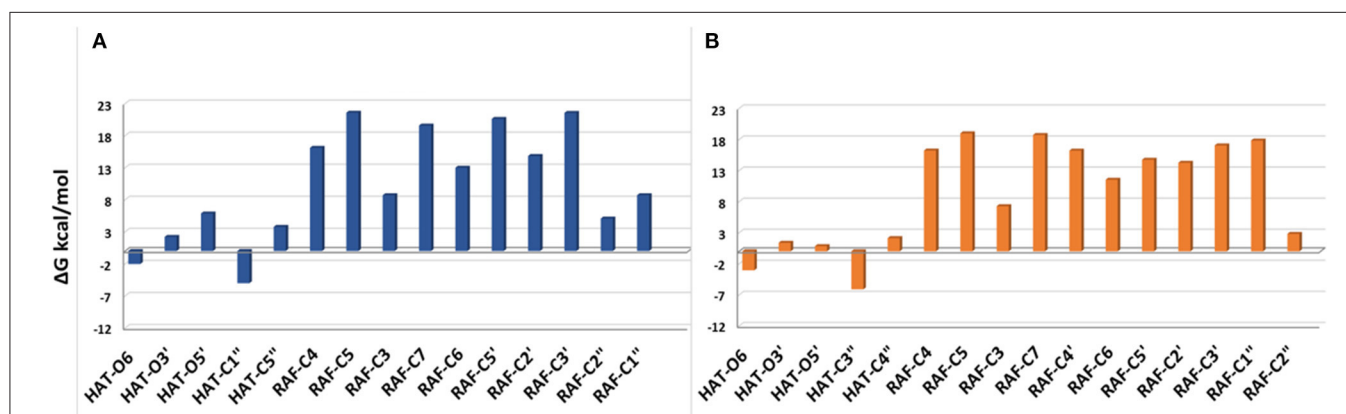 A
ΔG kcal/mol
23
18
13
8
3
-2
-7
-12
HAT-O6
HAT-O3'
HAT-O5'
HAT-C1"
HAT-C5"
RAF-C4
RAF-C5
RAF-C3
RAF-C7
RAF-C6
RAF-C5'
RAF-C2'
RAF-C3'
RAF-C2"
RAF-C1"
B
23
18
13
8
3
-2
-7
-12
HAT-O6
HAT-O3'
HAT-O5'
HAT-C3"
HAT-C4"
RAF-C4
RAF-C5
RAF-C3
RAF-C7
RAF-C4'
RAF-C6
RAF-C5'
RAF-C2'
RAF-C3'
RAF-C1"
RAF-C2"